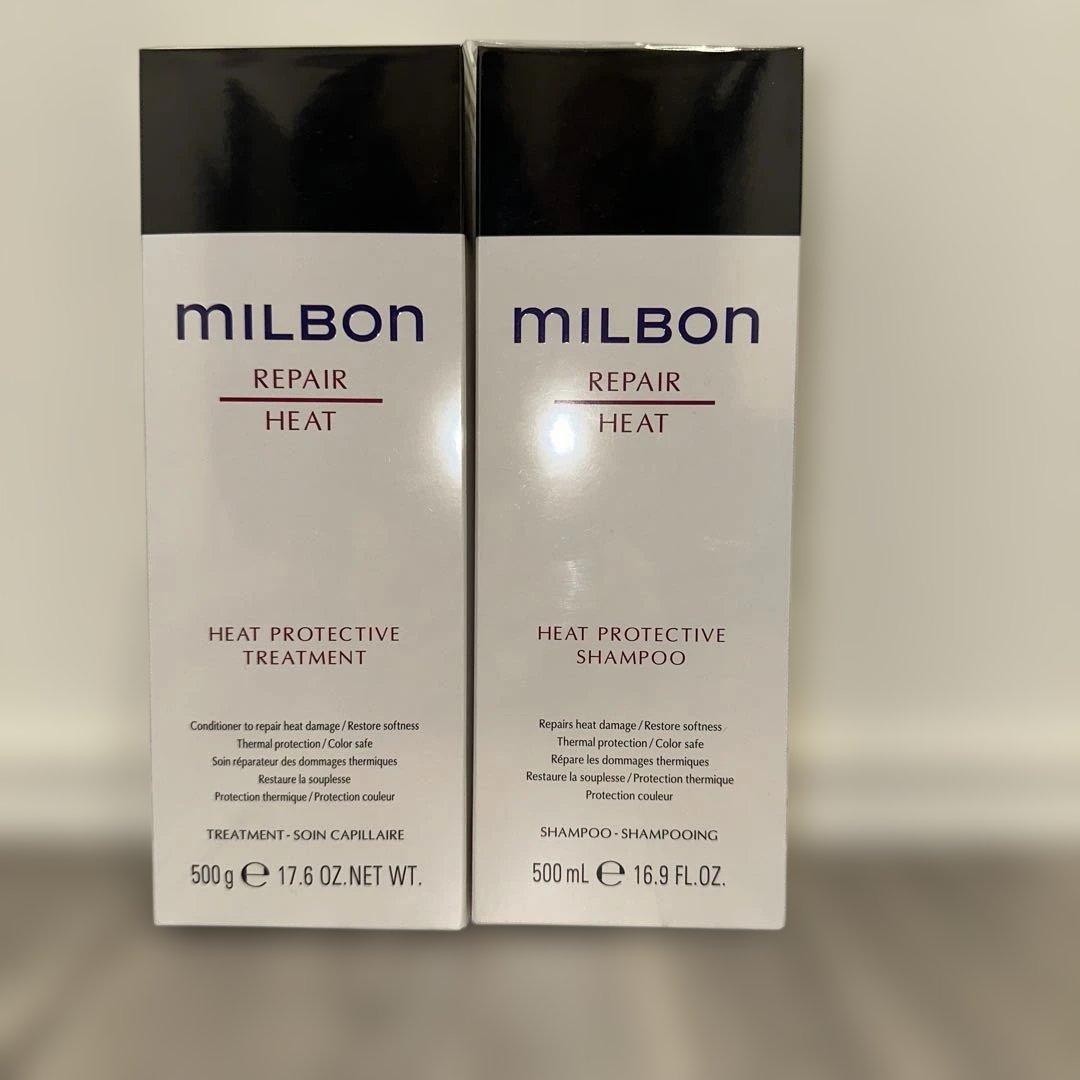 mILBOn
REPAIR
HEAT
HEAT PROTECTIVE
TREATMENT
Conditioner to repair heat damage / Restore softness
Thermal protection / Color safe
Soin réparateur des dommages thermiques
Restaure la souplesse
Protection thermique / Protection couleur
TREATMENT - SOIN CAPILLAIRE
500 g ℮ 17.6 OZ.NET WT.
mILBOn
REPAIR
HEAT
HEAT PROTECTIVE
SHAMPOO
Repairs heat damage / Restore softness
Thermal protection / Color safe
Répare les dommages thermiques
Restaure la souplesse / Protection thermique
Protection couleur
SHAMPOO - SHAMPOOING
500 mL ℮ 16.9 FL.OZ.